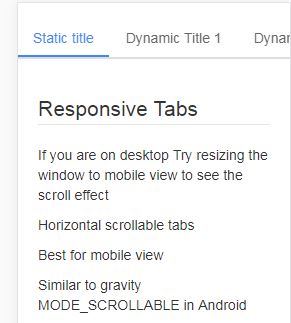 Static title Dynamic Title 1 Dynar
Responsive Tabs
If you are on desktop Try resizing the
window to mobile view to see the
scroll effect
Horizontal scrollable tabs
Best for mobile view
Similar to gravity
MODE_SCROLLABLE in Android